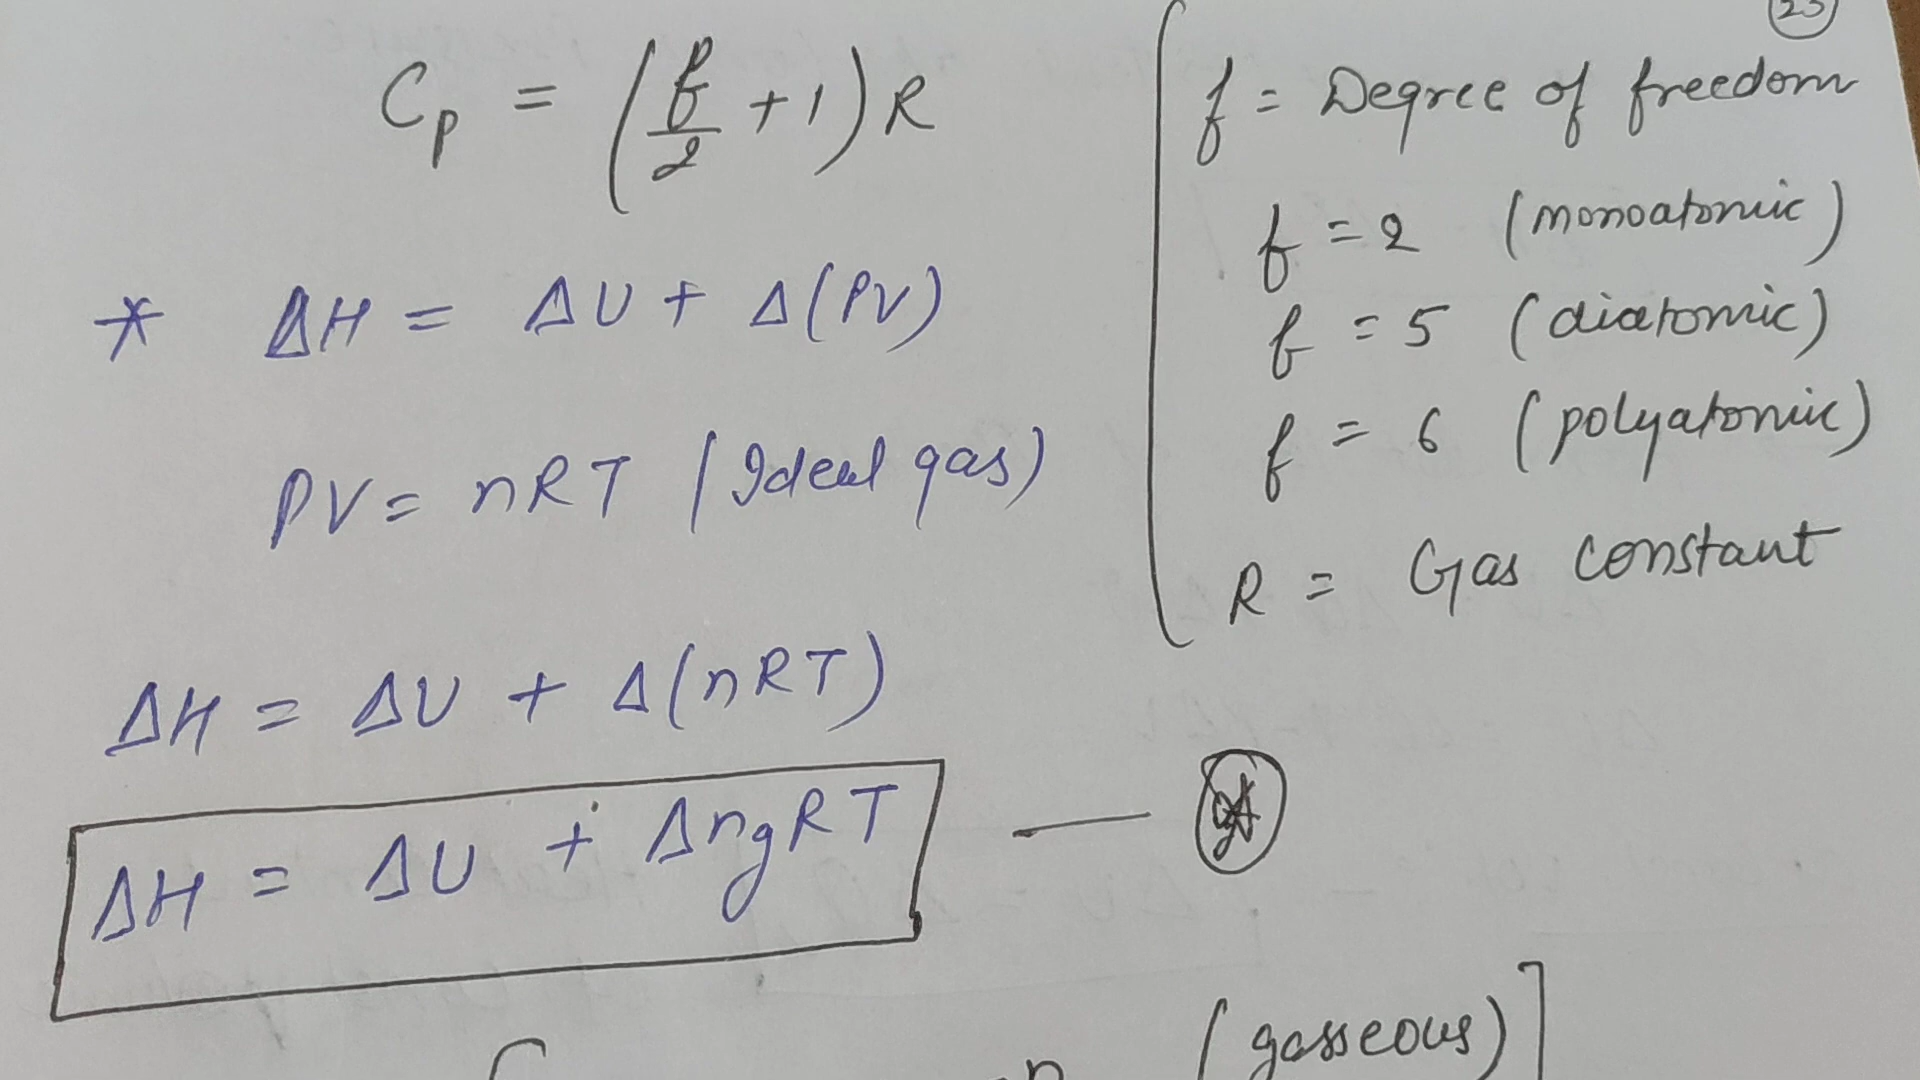 23
Cp = (f/2 + 1) R
f = Degree of freedom
f = 2 (monoatomic)
f = 5 (diatomic)
f = 6 (polyatomic)
R = Gas constant
* ΔH = ΔU + Δ(PV)
PV = nRT (Ideal gas)
ΔH = ΔU + Δ(nRT)
ΔH = ΔU + ΔngRT —
(gasseous)]